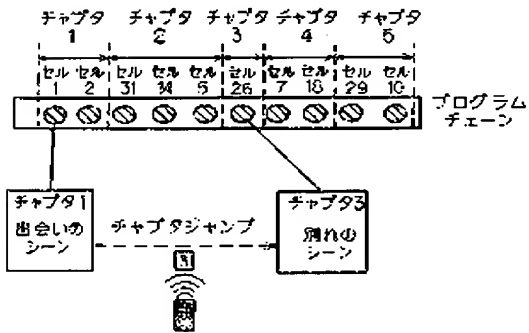 チャプタ チャプタ チャプタ チャプタ チャプタ
1 2 3 4 5
セル セル セル セル セル セル セル セル セル セル
1 2 31 34 5 26 7 18 29 10
プログラム
チェーン
チャプタ1
出会いの
シーン
チャプタジャンプ
3
チャプタ3
別れの
シーン